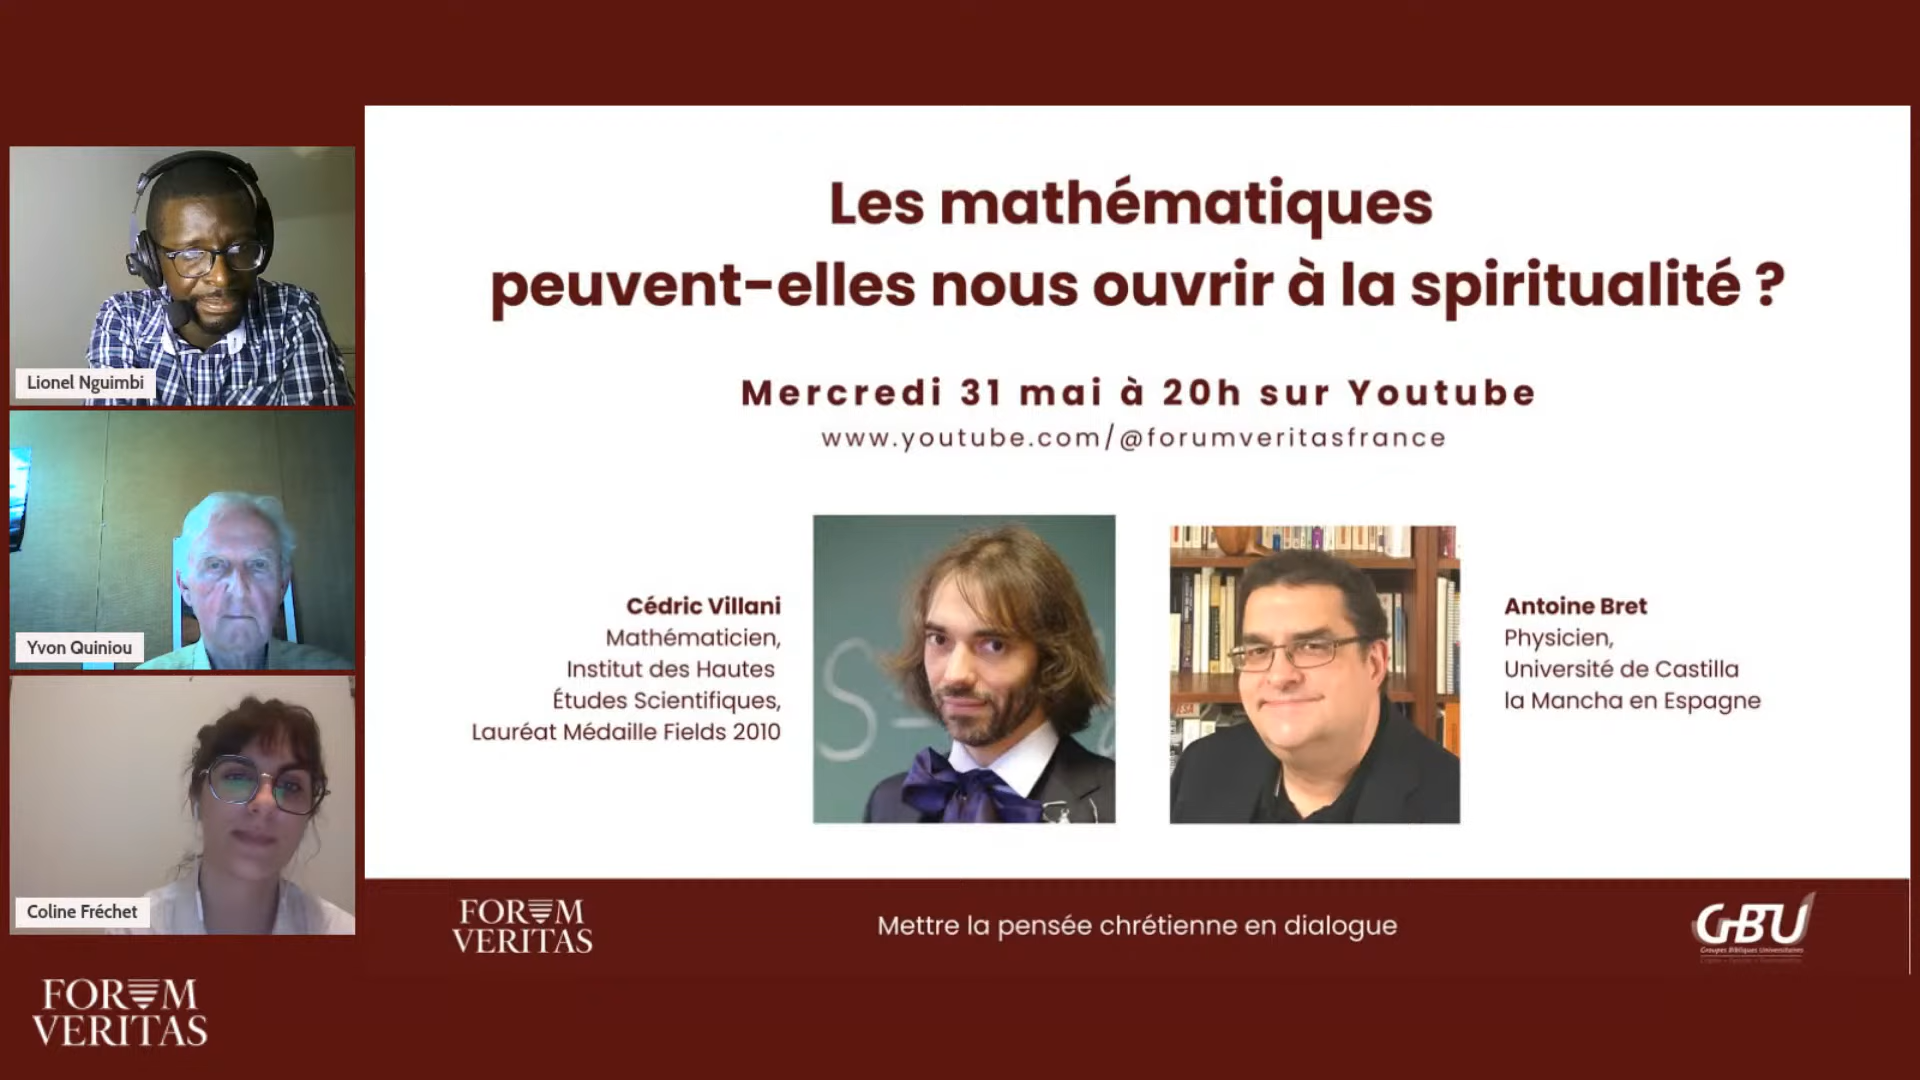 Les mathématiques
peuvent-elles nous ouvrir à la spiritualité ?
Mercredi 31 mai à 20h sur Youtube
www.youtube.com/@forumveritasfrance
Cédric Villani
Mathématicien,
Institut des Hautes
Études Scientifiques,
Lauréat Médaille Fields 2010
Antoine Bret
Physicien,
Université de Castilla
la Mancha en Espagne
Lionel Nguimbi
Yvon Quiniou
Coline Fréchet
FORUM
VERITAS
Mettre la pensée chrétienne en dialogue
GBU
Groupes Bibliques Universitaires
FORUM
VERITAS